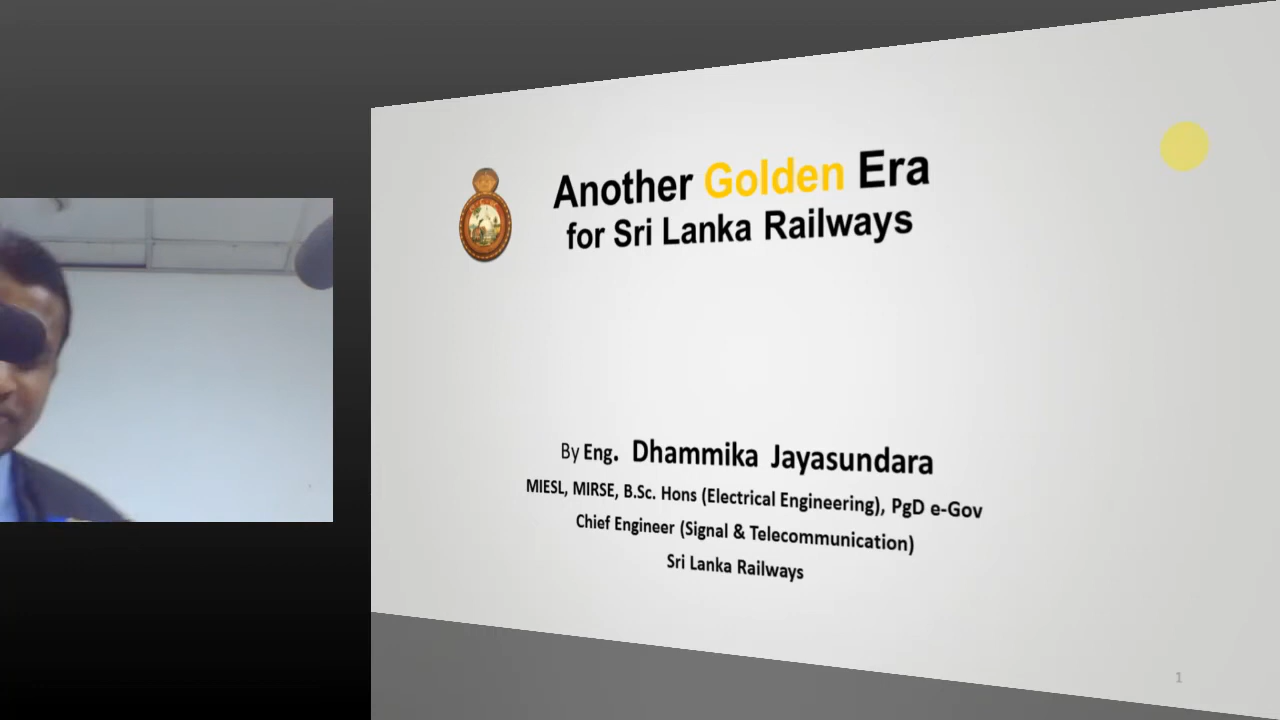 Another Golden Era
for Sri Lanka Railways
By Eng. Dhammika Jayasundara
MIESL, MIRSE, B.Sc. Hons (Electrical Engineering), PgD e-Gov
Chief Engineer (Signal & Telecommunication)
Sri Lanka Railways
1